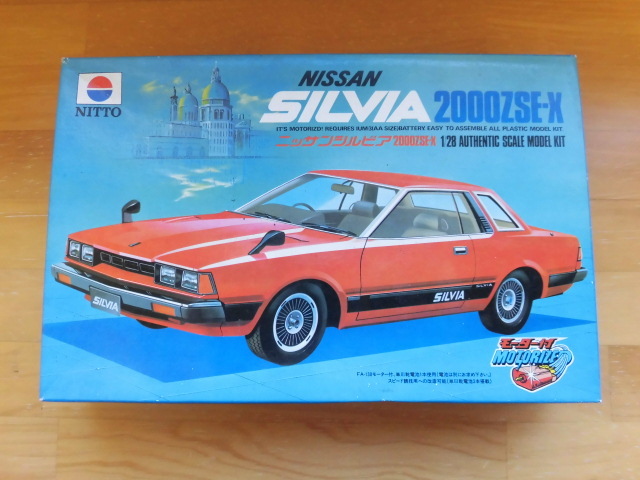 NITTO
NISSAN
SILVIA 2000ZSE-X
IT'S MOTORIZED! REQUIRES 1UM3(AA SIZE)BATTERY EASY TO ASSEMBLE ALL PLASTIC MODEL KIT.
ニッサンシルビア 2000ZSE-X 1/28 AUTHENTIC SCALE MODEL KIT
SILVIA
SILVIA
SILVIA
モーター付
MOTORIZED